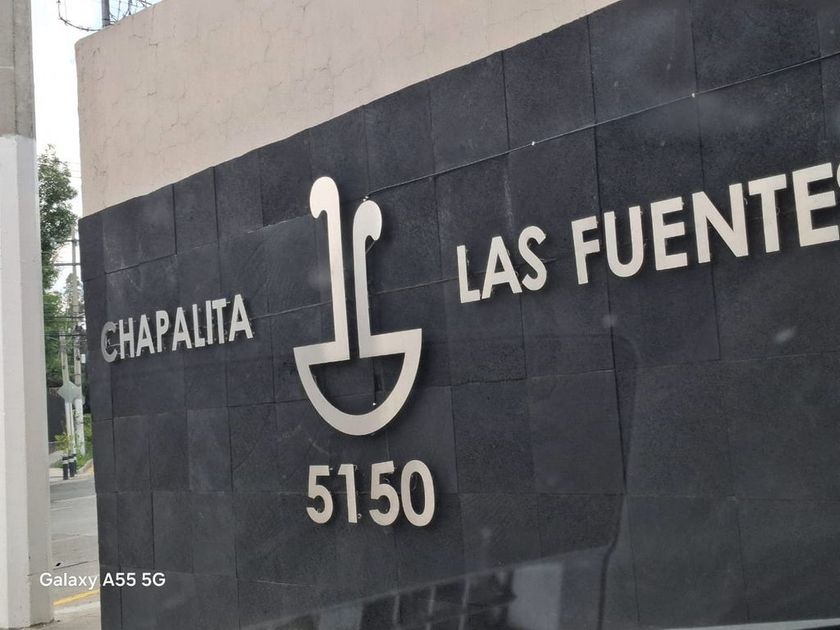 CHAPALITA
LAS FUENTES
5150
Galaxy A55 5G